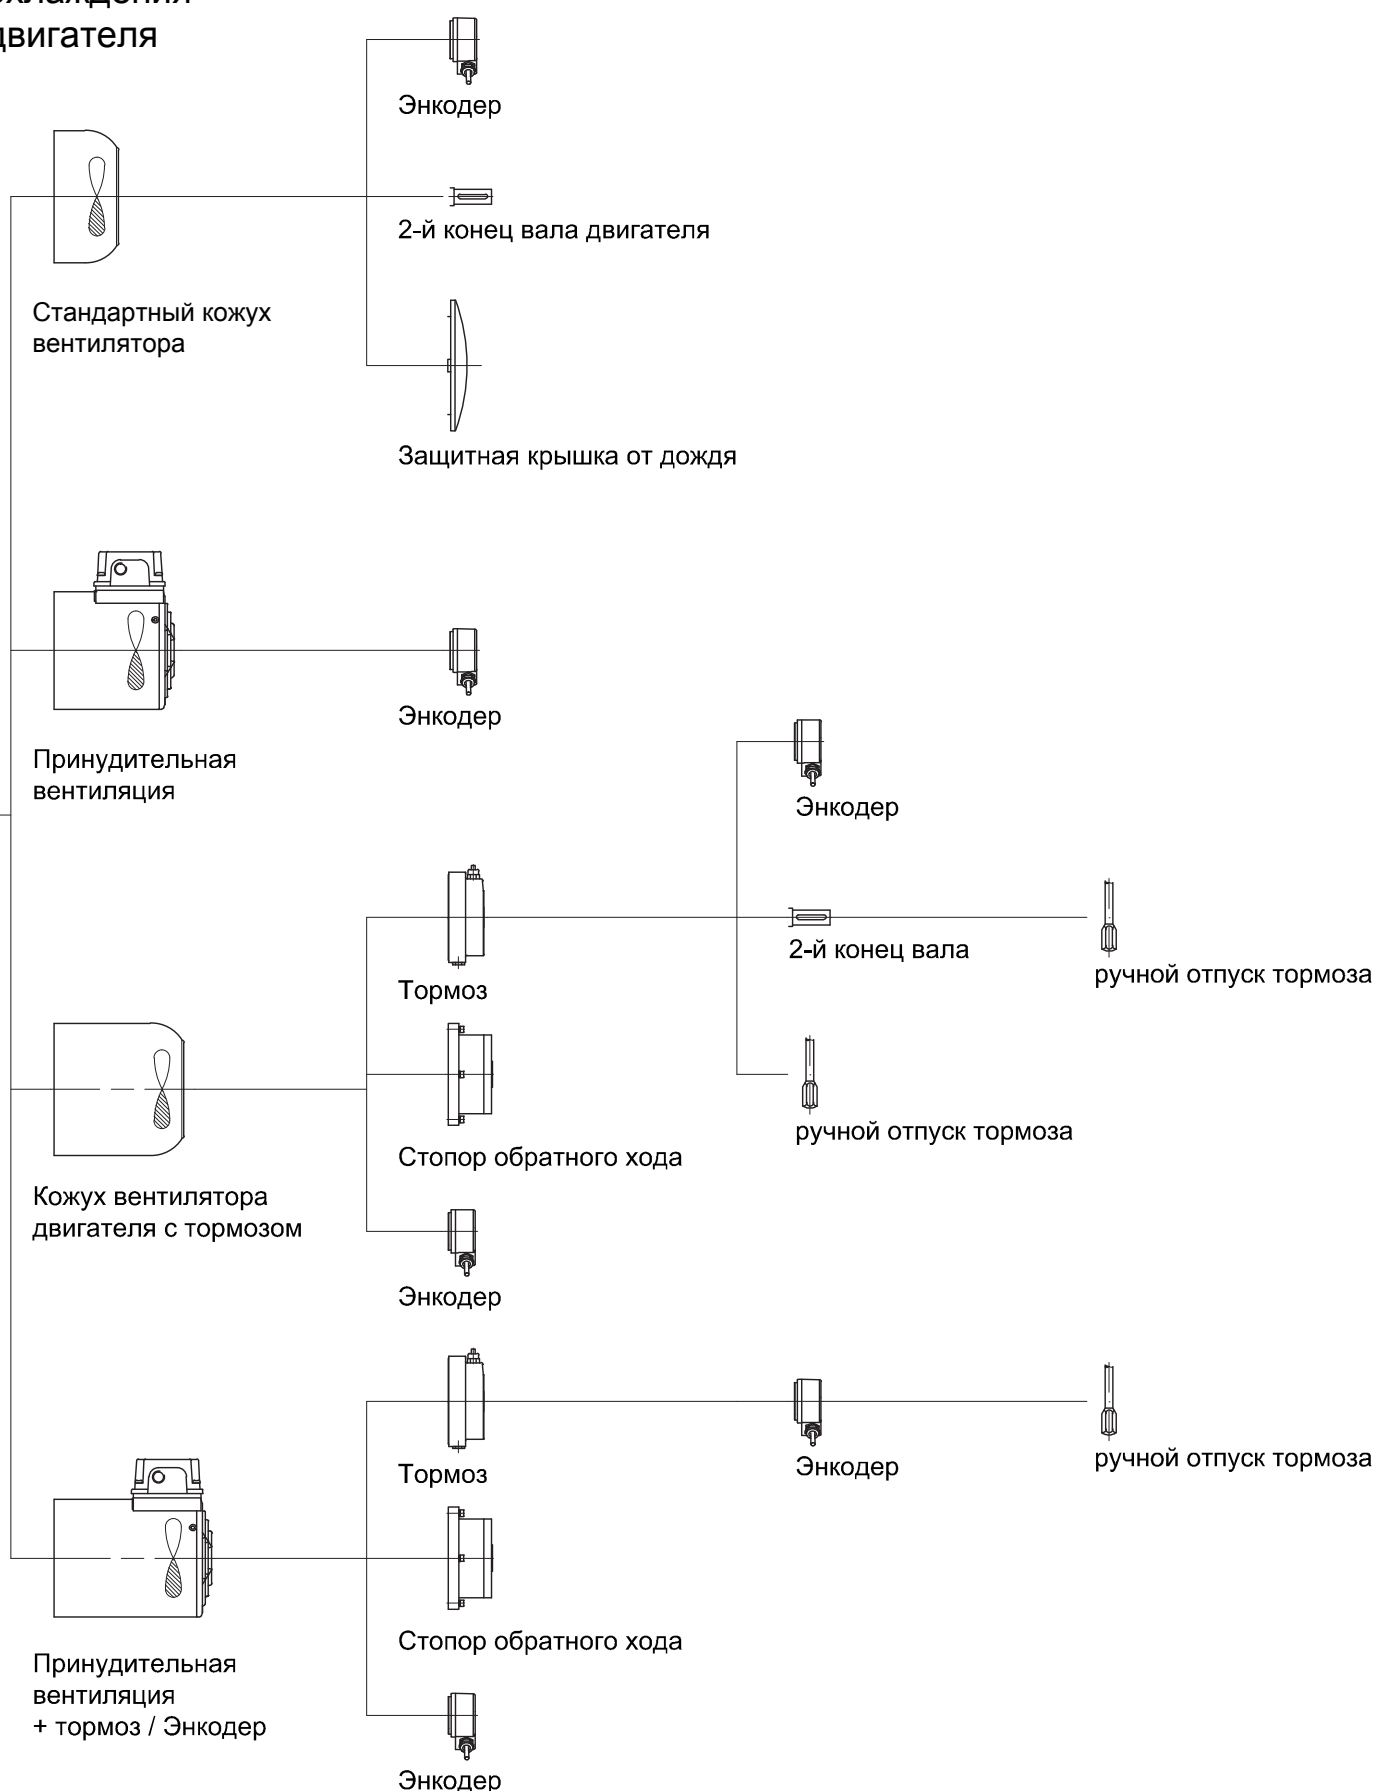 двигателя
Энкодер
2-й конец вала двигателя
Стандартный кожух
вентилятора
Защитная крышка от дождя
Энкодер
Принудительная
вентиляция
Энкодер
2-й конец вала
ручной отпуск тормоза
Тормоз
ручной отпуск тормоза
Стопор обратного хода
Кожух вентилятора
двигателя с тормозом
Энкодер
Тормоз
Энкодер
ручной отпуск тормоза
Стопор обратного хода
Принудительная
вентиляция
+ тормоз / Энкодер
Энкодер